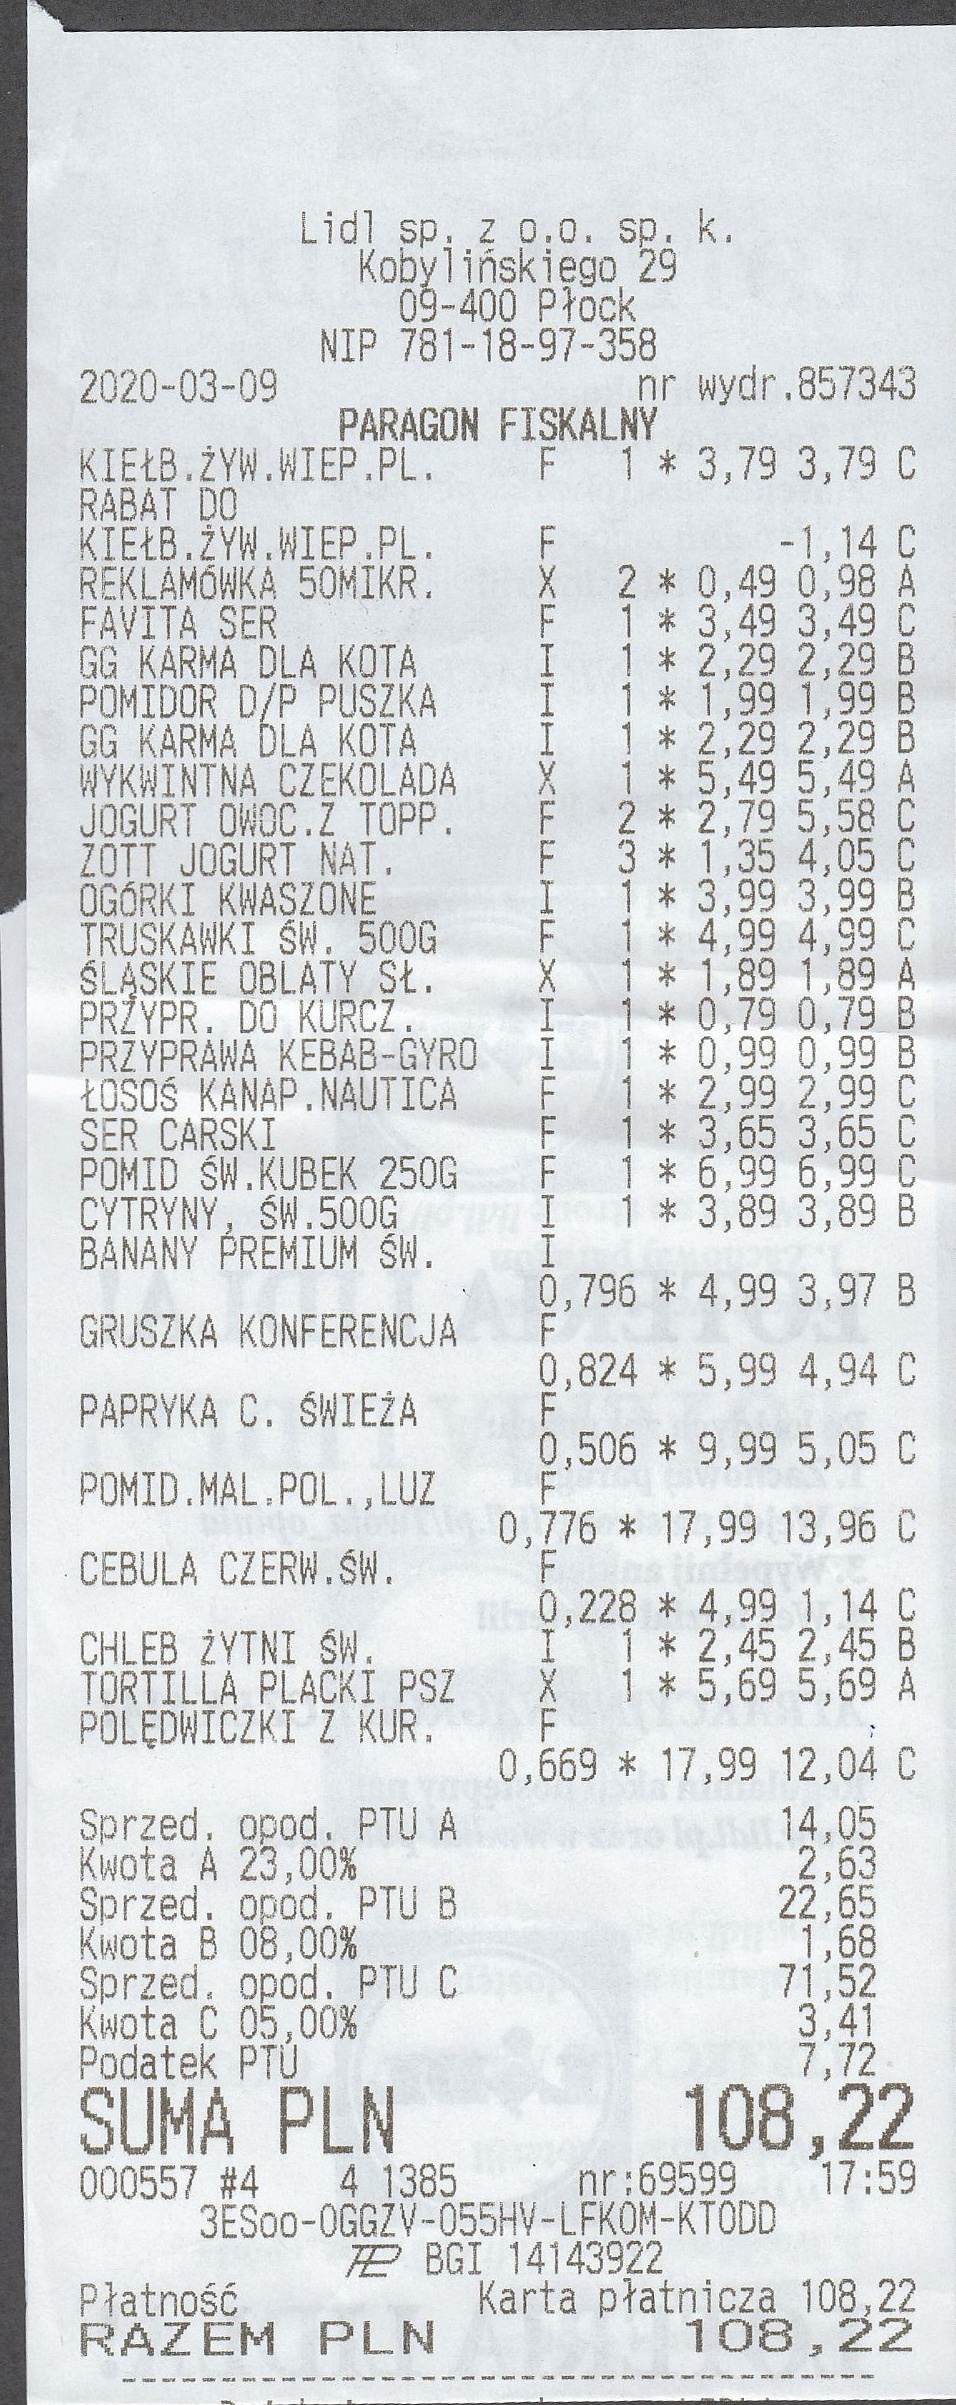 Lidl sp. z o.o. sp. k.
Kobylińskiego 29
09-400 Płock
NIP 781-18-97-358
2020-03-09 nr wydr.857343
PARAGON FISKALNY
KIEŁB.ŻYW.WIEP.PL. F 1 * 3,79 3,79 C
RABAT DO
KIEŁB.ŻYW.WIEP.PL. F -1,14 C
REKLAMÓWKA 50MIKR. X 2 * 0,49 0,98 A
FAVITA SER F 1 * 3,49 3,49 C
GG KARMA DLA KOTA I 1 * 2,29 2,29 B
POMIDOR D/P PUSZKA I 1 * 1,99 1,99 B
GG KARMA DLA KOTA I 1 * 2,29 2,29 B
WYKWINTNA CZEKOLADA X 1 * 5,49 5,49 A
JOGURT OWOC.Z TOPP. F 2 * 2,79 5,58 C
ZOTT JOGURT NAT. F 3 * 1,35 4,05 C
OGÓRKI KWASZONE I 1 * 3,99 3,99 B
TRUSKAWKI ŚW. 500G F 1 * 4,99 4,99 C
ŚLĄSKIE OBLATY SŁ. X 1 * 1,89 1,89 A
PRZYPR. DO KURCZ. I 1 * 0,79 0,79 B
PRZYPRAWA KEBAB-GYRO I 1 * 0,99 0,99 B
ŁOSOŚ KANAP.NAUTICA F 1 * 2,99 2,99 C
SER CARSKI F 1 * 3,65 3,65 C
POMID ŚW.KUBEK 250G F 1 * 6,99 6,99 C
CYTRYNY, ŚW.500G I 1 * 3,89 3,89 B
BANANY PREMIUM ŚW. I
0,796 * 4,99 3,97 B
GRUSZKA KONFERENCJA F
0,824 * 5,99 4,94 C
PAPRYKA C. ŚWIEŻA F
0,506 * 9,99 5,05 C
POMID.MAL.POL.,LUZ F
0,776 * 17,99 13,96 C
CEBULA CZERW.ŚW. F
0,228 * 4,99 1,14 C
CHLEB ŻYTNI ŚW. I 1 * 2,45 2,45 B
TORTILLA PLACKI PSZ X 1 * 5,69 5,69 A
POLĘDWICZKI Z KUR. F
0,669 * 17,99 12,04 C
Sprzed. opod. PTU A 14,05
Kwota A 23,00% 2,63
Sprzed. opod. PTU B 22,65
Kwota B 08,00% 1,68
Sprzed. opod. PTU C 71,52
Kwota C 05,00% 3,41
Podatek PTU 7,72
SUMA PLN 108,22
000557 #4 4 1385 nr:69599 17:59
3ESoo-OGGZV-O55HV-LFKOM-KTODD
BGI 14143922
Płatność Karta płatnicza 108,22
RAZEM PLN 108,22